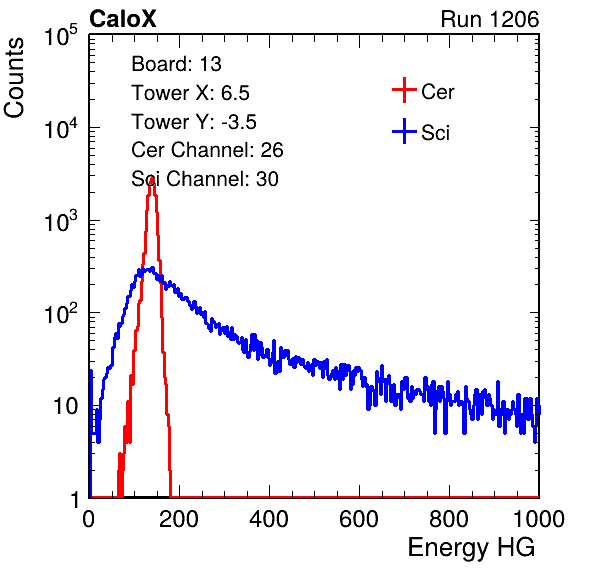 CaloX Run 1206
Counts
Board: 13
Tower X: 6.5
Tower Y: -3.5
Cer Channel: 26
Sci Channel: 30
Cer
Sci
10^5
10^4
10^3
10^2
10
1
0 200 400 600 800 1000
Energy HG